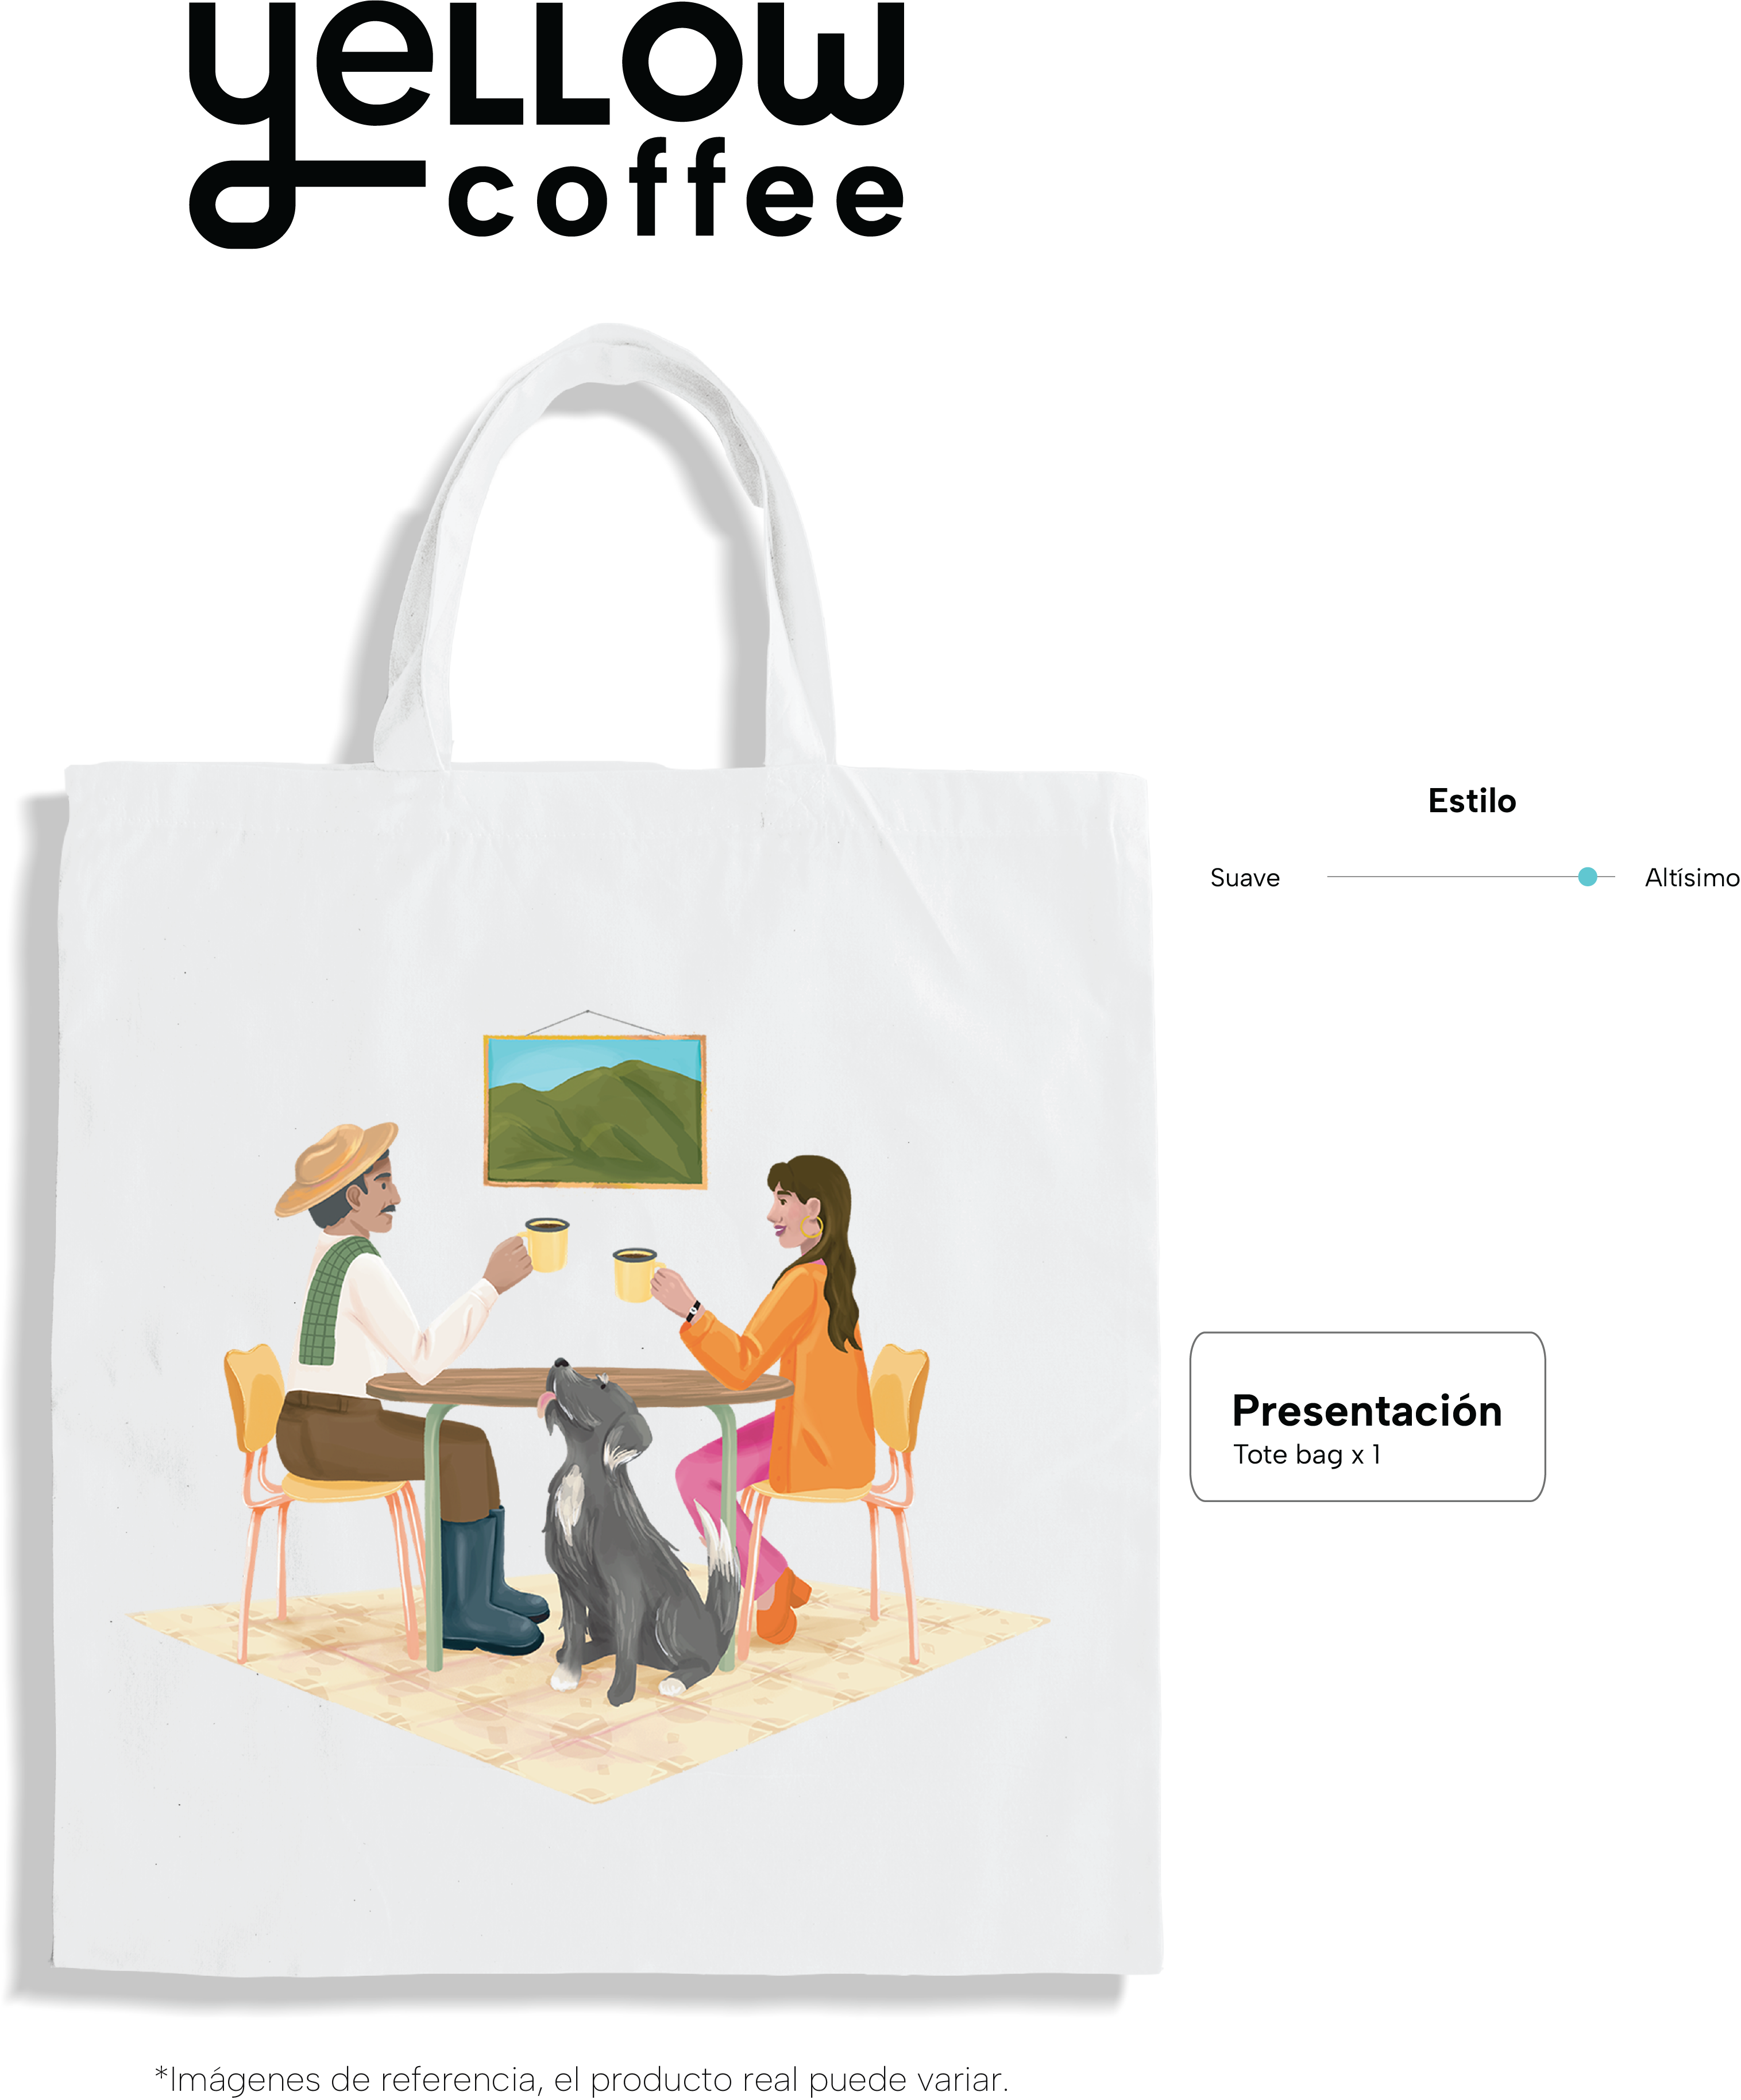 yeLLOW
coffee
Estilo
Suave
Altísimo
Presentación
Tote bag x 1
*Imágenes de referencia, el producto real puede variar.